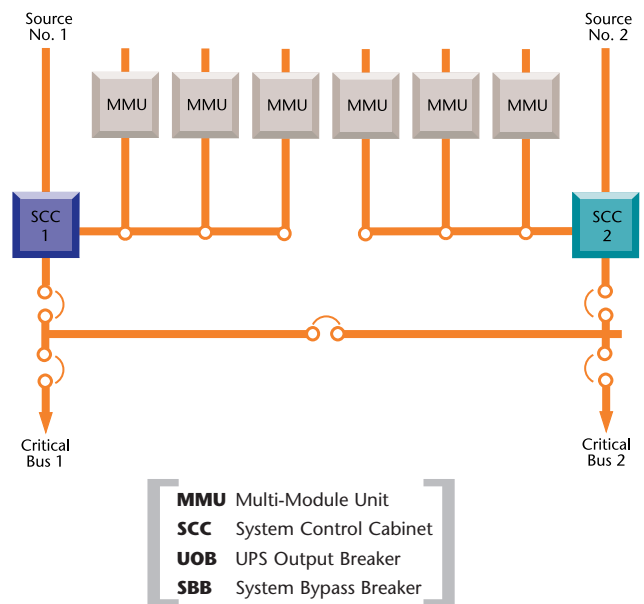 Source
No. 1
Source
No. 2
MMU
MMU
MMU
MMU
MMU
MMU
SCC
1
SCC
2
Critical
Bus 1
Critical
Bus 2
MMU Multi-Module Unit
SCC System Control Cabinet
UOB UPS Output Breaker
SBB System Bypass Breaker